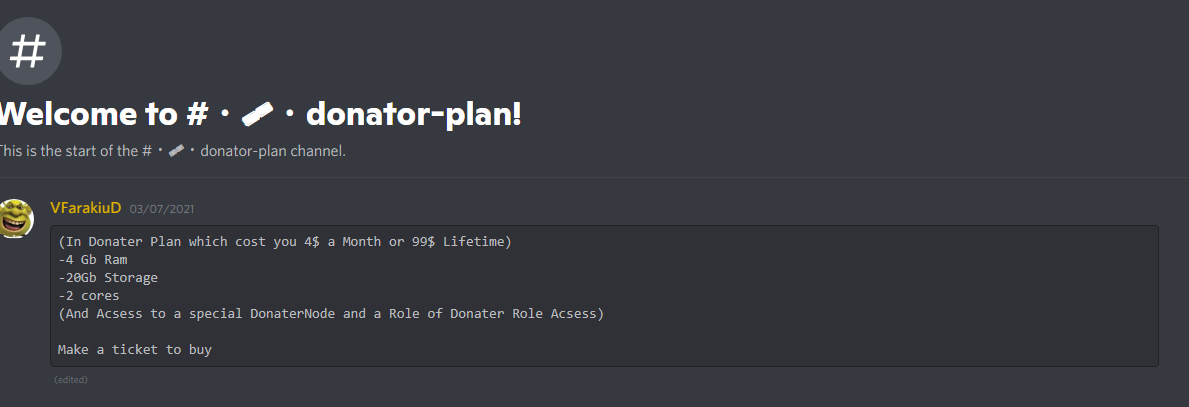 #
Welcome to # · · donator-plan!
This is the start of the # · · donator-plan channel.
VFarakiuD 03/07/2021
(In Donater Plan which cost you 4$ a Month or 99$ Lifetime)
-4 Gb Ram
-20Gb Storage
-2 cores
(And Acsess to a special DonaterNode and a Role of Donater Role Acsess)
Make a ticket to buy
(edited)